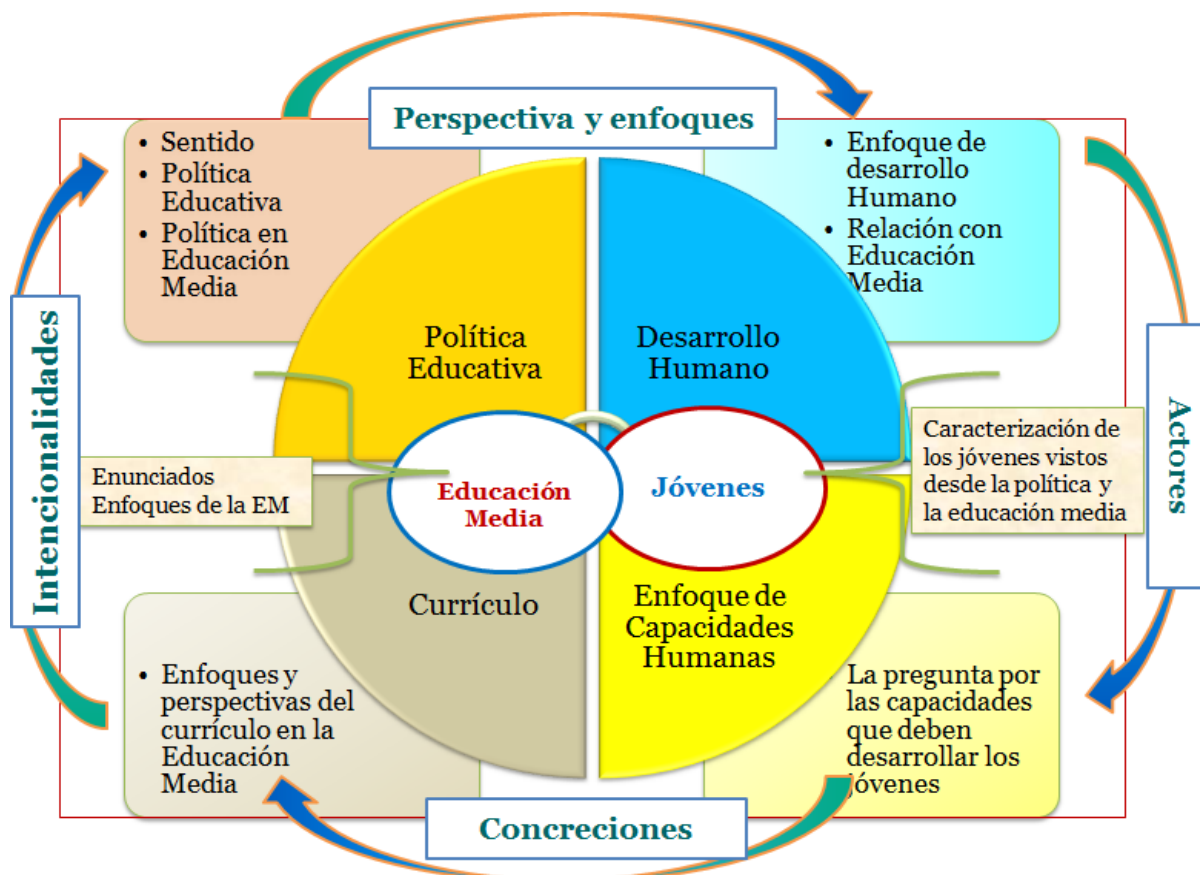 Perspectiva y enfoques
• Sentido
• Política
Educativa
• Política en
Educación
Media
• Enfoque de
desarrollo
Humano
• Relación con
Educación
Media
Política
Educativa
Desarrollo
Humano
Intencionalidades
Actores
Enunciados
Enfoques de la EM
Educación
Media
Jóvenes
Caracterización de
los jóvenes vistos
desde la política y
la educación media
Currículo
Enfoque de
Capacidades
Humanas
• Enfoques y
perspectivas del
currículo en la
Educación
Media
• La pregunta por
las capacidades
que deben
desarrollar los
jóvenes
Concreciones